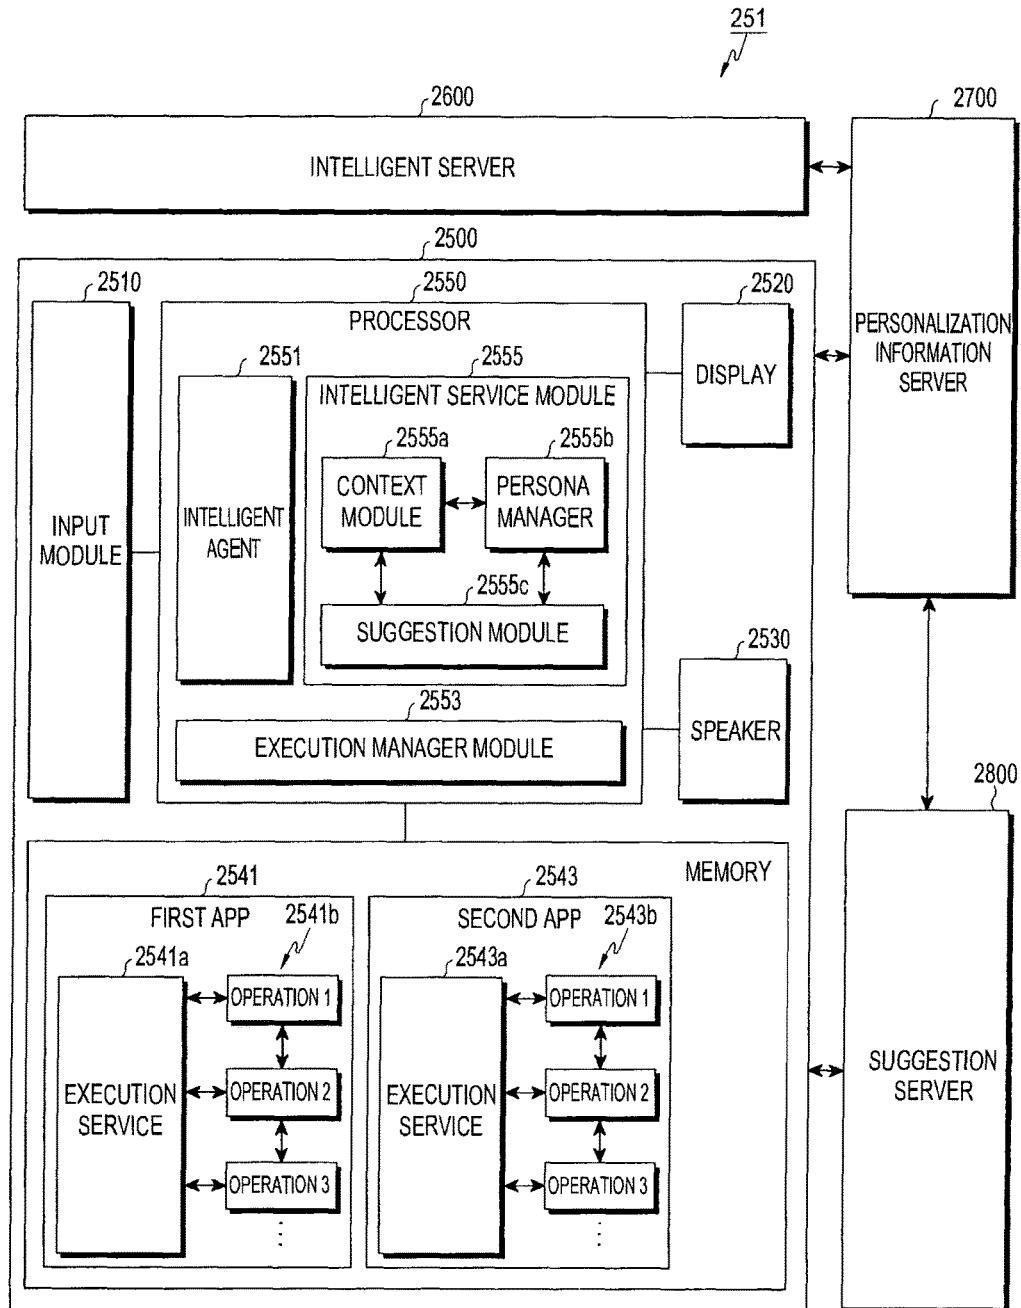 251
2600
INTELLIGENT SERVER
2700
PERSONALIZATION
INFORMATION
SERVER
2500
2510
INPUT
MODULE
2550
PROCESSOR
2520
DISPLAY
2551
INTELLIGENT
AGENT
2555
INTELLIGENT SERVICE MODULE
2555a
CONTEXT
MODULE
2555b
PERSONA
MANAGER
2555c
SUGGESTION MODULE
2530
SPEAKER
2553
EXECUTION MANAGER MODULE
2800
SUGGESTION
SERVER
MEMORY
2541
FIRST APP
2541b
2541a
EXECUTION
SERVICE
OPERATION 1
OPERATION 2
OPERATION 3
2543
SECOND APP
2543b
2543a
EXECUTION
SERVICE
OPERATION 1
OPERATION 2
OPERATION 3